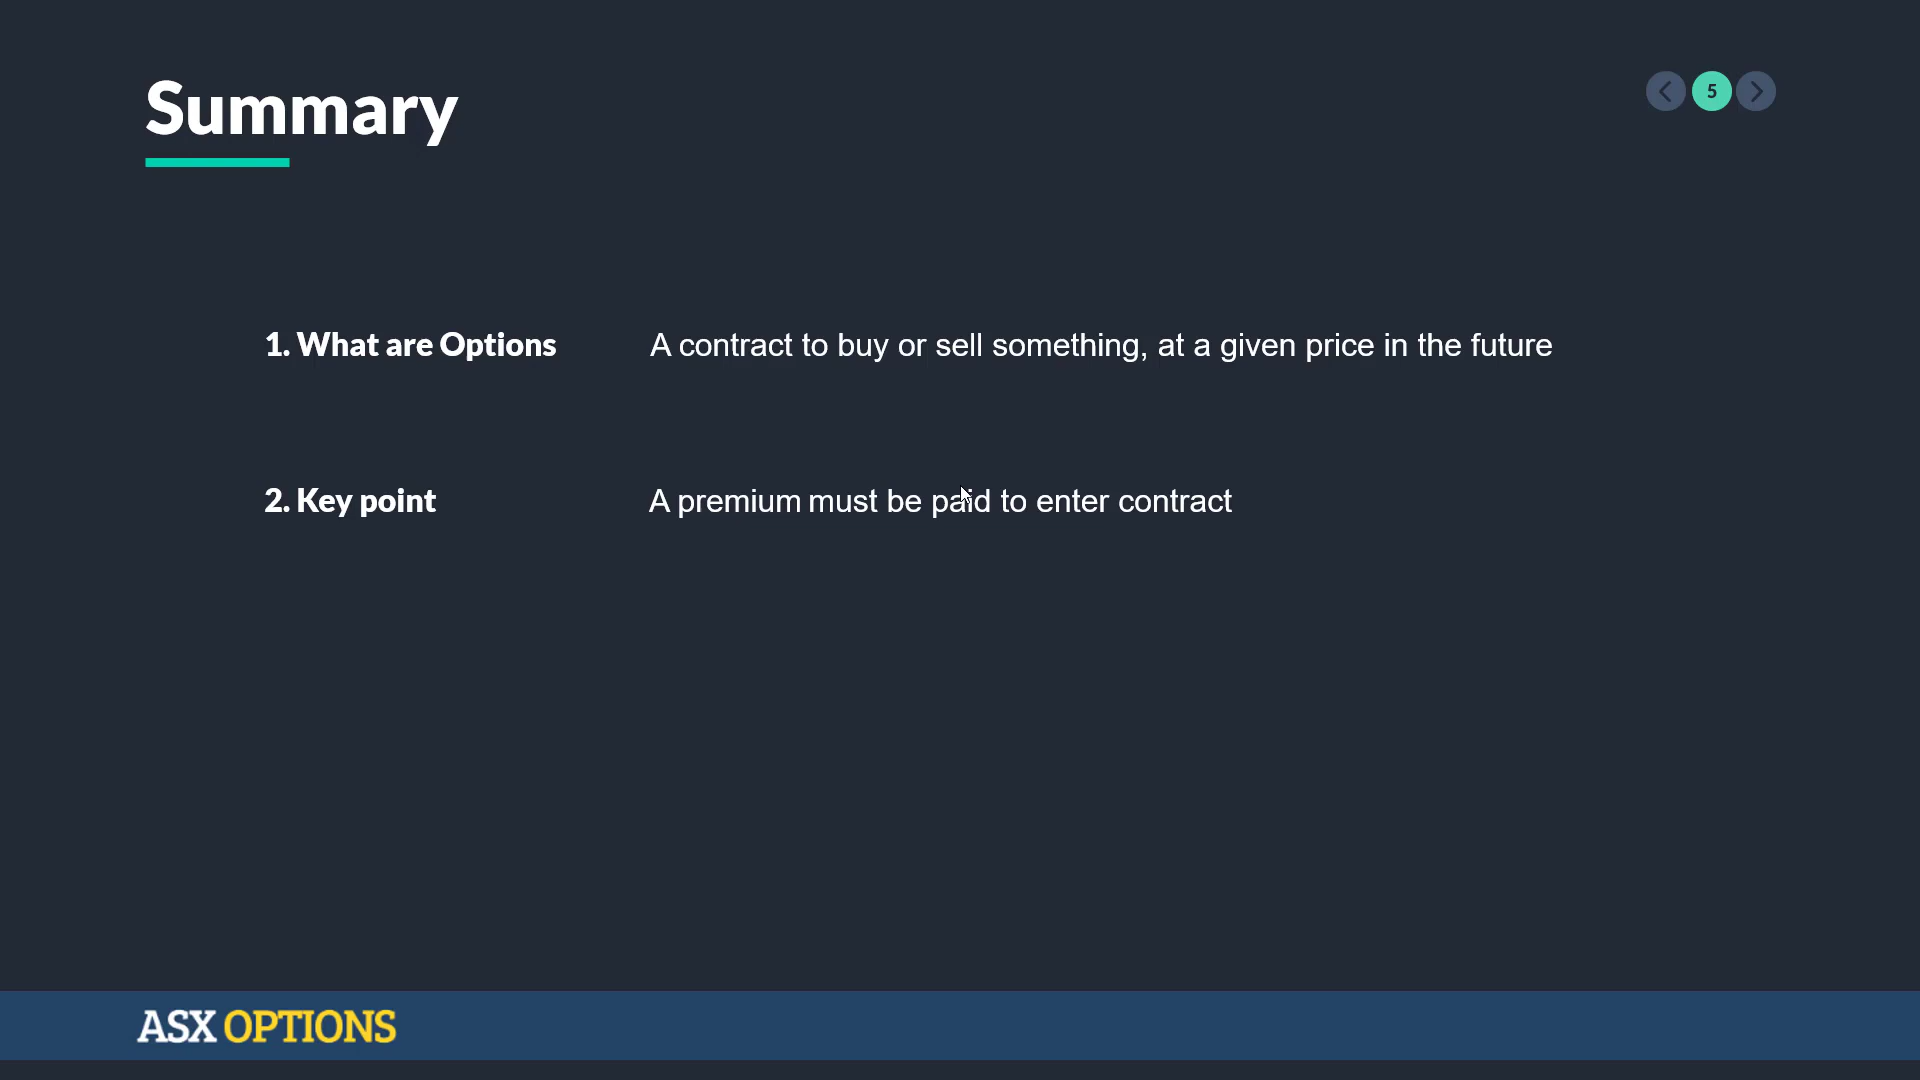 Summary
5
1. What are Options
A contract to buy or sell something, at a given price in the future
2. Key point
A premium must be paid to enter contract
ASX OPTIONS